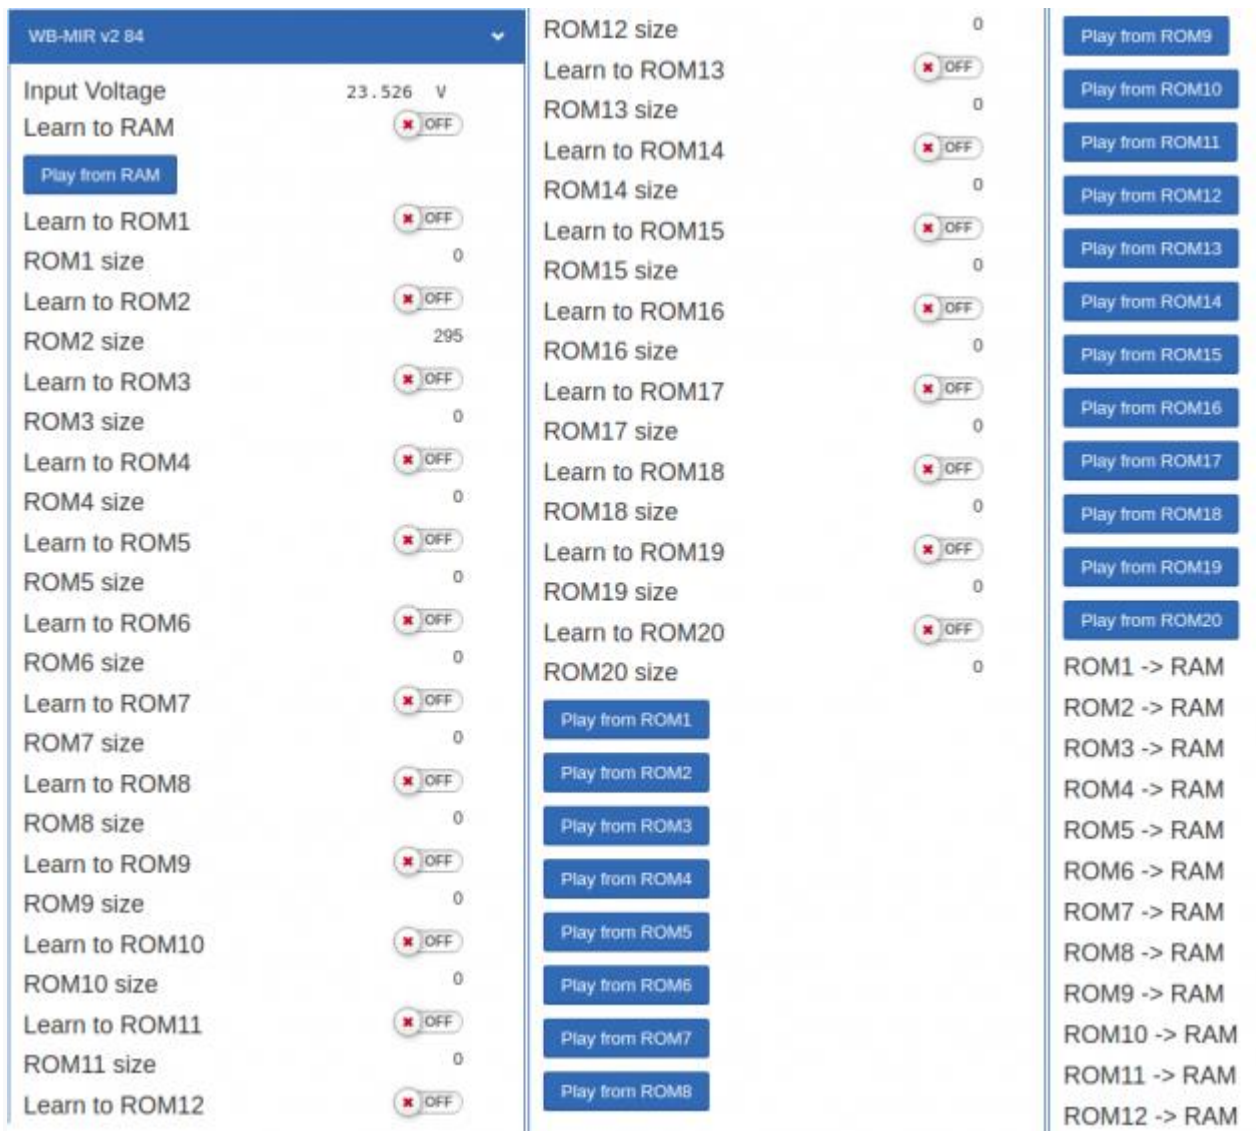 WB-MIR v2 84
Input Voltage 23.526 V
Learn to RAM OFF
Play from RAM
Learn to ROM1 OFF
ROM1 size 0
Learn to ROM2 OFF
ROM2 size 295
Learn to ROM3 OFF
ROM3 size 0
Learn to ROM4 OFF
ROM4 size 0
Learn to ROM5 OFF
ROM5 size 0
Learn to ROM6 OFF
ROM6 size 0
Learn to ROM7 OFF
ROM7 size 0
Learn to ROM8 OFF
ROM8 size 0
Learn to ROM9 OFF
ROM9 size 0
Learn to ROM10 OFF
ROM10 size 0
Learn to ROM11 OFF
ROM11 size 0
Learn to ROM12 OFF
ROM12 size 0
Learn to ROM13 OFF
ROM13 size 0
Learn to ROM14 OFF
ROM14 size 0
Learn to ROM15 OFF
ROM15 size 0
Learn to ROM16 OFF
ROM16 size 0
Learn to ROM17 OFF
ROM17 size 0
Learn to ROM18 OFF
ROM18 size 0
Learn to ROM19 OFF
ROM19 size 0
Learn to ROM20 OFF
ROM20 size 0
Play from ROM1
Play from ROM2
Play from ROM3
Play from ROM4
Play from ROM5
Play from ROM6
Play from ROM7
Play from ROM8
Play from ROM9
Play from ROM10
Play from ROM11
Play from ROM12
Play from ROM13
Play from ROM14
Play from ROM15
Play from ROM16
Play from ROM17
Play from ROM18
Play from ROM19
Play from ROM20
ROM1 -> RAM
ROM2 -> RAM
ROM3 -> RAM
ROM4 -> RAM
ROM5 -> RAM
ROM6 -> RAM
ROM7 -> RAM
ROM8 -> RAM
ROM9 -> RAM
ROM10 -> RAM
ROM11 -> RAM
ROM12 -> RAM